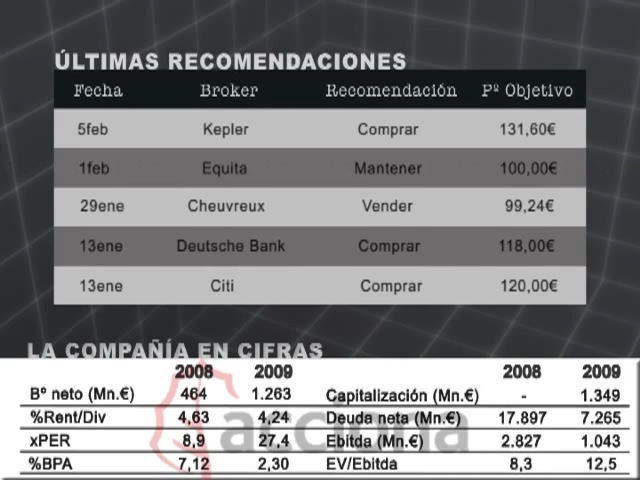 ÚLTIMAS RECOMENDACIONES
Fecha Broker Recomendación Pº Objetivo
5feb Kepler Comprar 131,60€
1feb Equita Mantener 100,00€
29ene Cheuvreux Vender 99,24€
13ene Deutsche Bank Comprar 118,00€
13ene Citi Comprar 120,00€
LA COMPAÑÍA EN CIFRAS
2008 2009 2008 2009
Bº neto (Mn.€) 464 1.263 Capitalización (Mn.€) - 1.349
%Rent/Div 4,63 4,24 Deuda neta (Mn.€) 17.897 7.265
xPER 8,9 27,4 Ebitda (Mn.€) 2.827 1.043
%BPA 7,12 2,30 EV/Ebitda 8,3 12,5
acciona